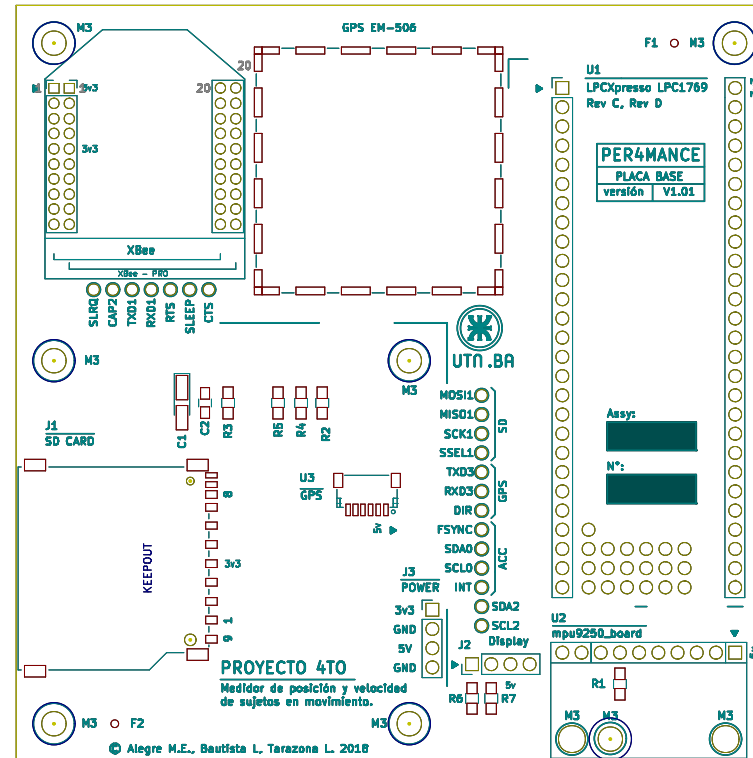 M3
GPS EM-506
F1
M3
20
U1
LPCXpresso LPC1769
Rev C, Rev D
1
3v3
20
3v3
PER4MANCE
PLACA BASE
versión V1.01
XBee
XBee - PRO
SLRQ
CAP2
TXD1
RXD1
RTS
SLEEP
CTS
UTN.BA
M3
M3
MOSI1
MISO1
SCK1
SSEL1
SD
TXD3
RXD3
DIR
GPS
FSYNC
SDA0
SCL0
INT
ACC
SDA2
SCL2
C1
C2
R3
R5
R4
R2
J1
SD CARD
Assy:
N°:
U3
GPS
5v
8
3v3
1
9
KEEPOUT
J3
POWER
3v3
GND
5V
GND
Display
J2
5v
R6
R7
U2
mpu9250_board
R1
M3
M3
M3
PROYECTO 4TO
Medidor de posición y velocidad
de sujetos en movimiento.
M3
F2
M3
© Alegre M.E., Bautista L, Tarazona L. 2018